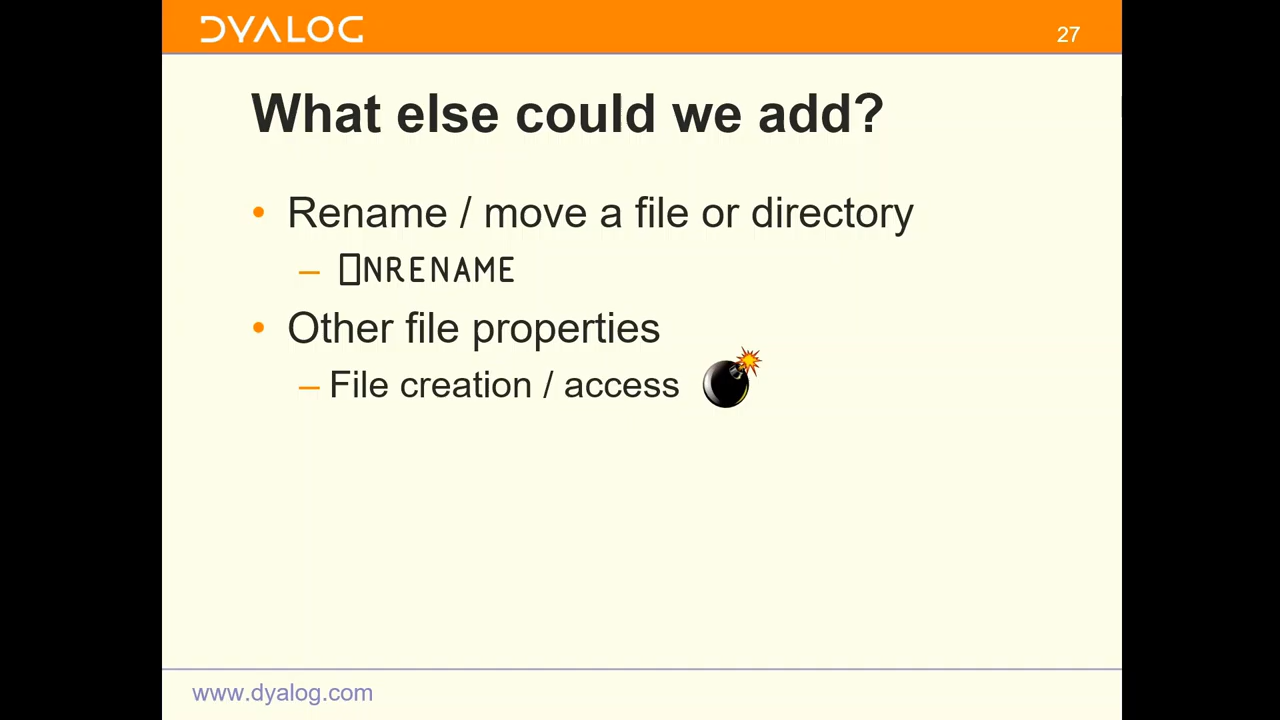 DYALOG
27
What else could we add?
• Rename / move a file or directory
– ⎕NRENAME
• Other file properties
– File creation / access
www.dyalog.com